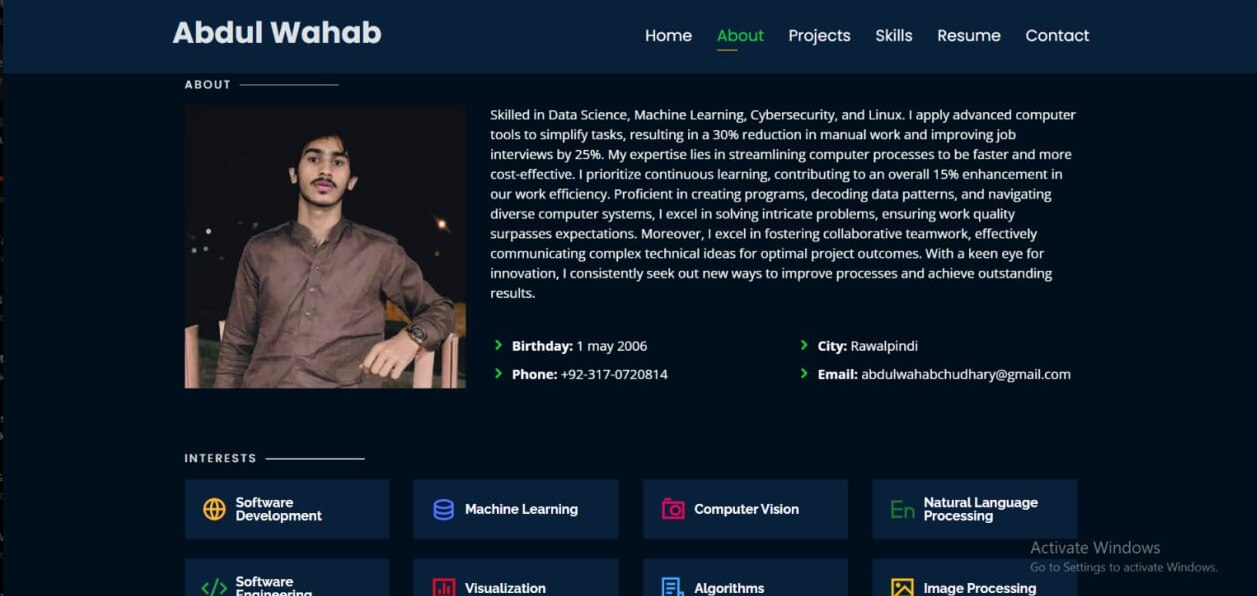 Abdul Wahab
Home About Projects Skills Resume Contact
ABOUT
Skilled in Data Science, Machine Learning, Cybersecurity, and Linux. I apply advanced computer
tools to simplify tasks, resulting in a 30% reduction in manual work and improving job
interviews by 25%. My expertise lies in streamlining computer processes to be faster and more
cost-effective. I prioritize continuous learning, contributing to an overall 15% enhancement in
our work efficiency. Proficient in creating programs, decoding data patterns, and navigating
diverse computer systems, I excel in solving intricate problems, ensuring work quality
surpasses expectations. Moreover, I excel in fostering collaborative teamwork, effectively
communicating complex technical ideas for optimal project outcomes. With a keen eye for
innovation, I consistently seek out new ways to improve processes and achieve outstanding
results.
Birthday: 1 may 2006
City: Rawalpindi
Phone: +92-317-0720814
Email: abdulwahabchudhary@gmail.com
INTERESTS
Software
Development
Machine Learning
Computer Vision
En
Natural Language
Processing
Software
Engineering
Visualization
Algorithms
Image Processing
Activate Windows
Go to Settings to activate Windows.